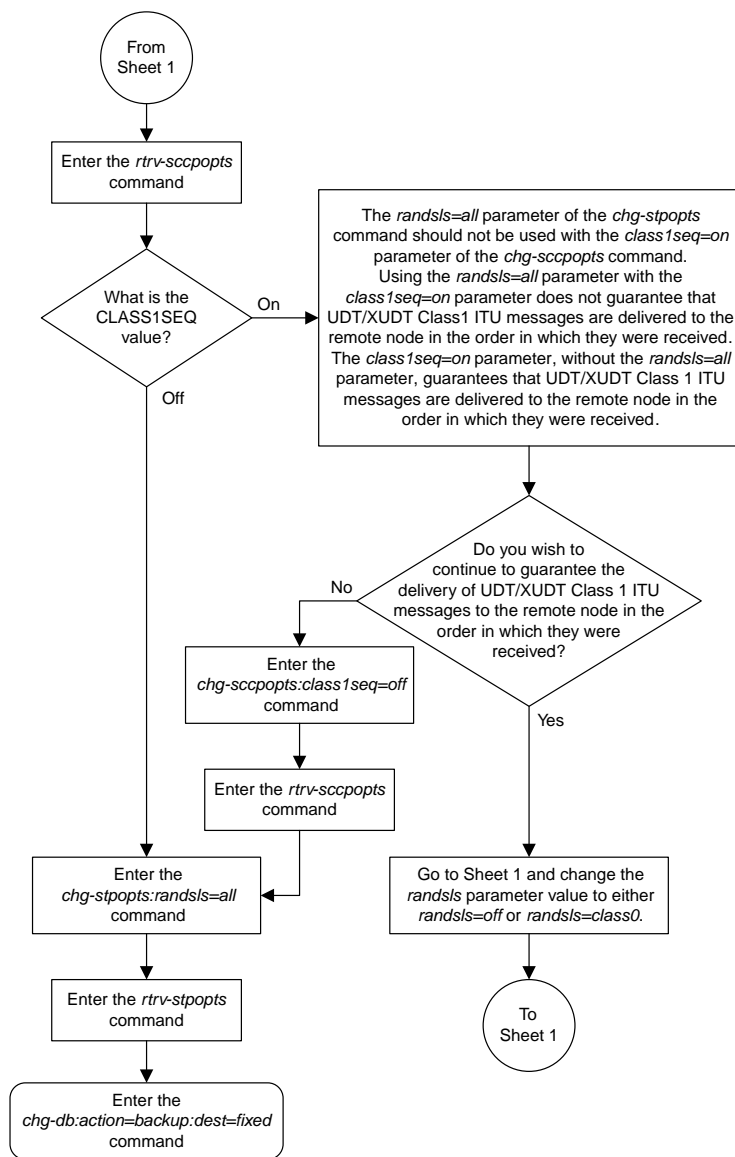 From
Sheet 1
Enter the rtrv-sccpopts
command
What is the
CLASS1SEQ
value?
On
Off
The randsls=all parameter of the chg-stpopts
command should not be used with the class1seq=on
parameter of the chg-sccpopts command.
Using the randsls=all parameter with the
class1seq=on parameter does not guarantee that
UDT/XUDT Class1 ITU messages are delivered to the
remote node in the order in which they were received.
The class1seq=on parameter, without the randsls=all
parameter, guarantees that UDT/XUDT Class 1 ITU
messages are delivered to the remote node in the
order in which they were received.
Do you wish to
continue to guarantee the
delivery of UDT/XUDT Class 1 ITU
messages to the remote node in the
order in which they were
received?
No
Yes
Enter the
chg-sccpopts:class1seq=off
command
Enter the rtrv-sccpopts
command
Enter the
chg-stpopts:randsls=all
command
Go to Sheet 1 and change the
randsls parameter value to either
randsls=off or randsls=class0.
Enter the rtrv-stpopts
command
To
Sheet 1
Enter the
chg-db:action=backup:dest=fixed
command